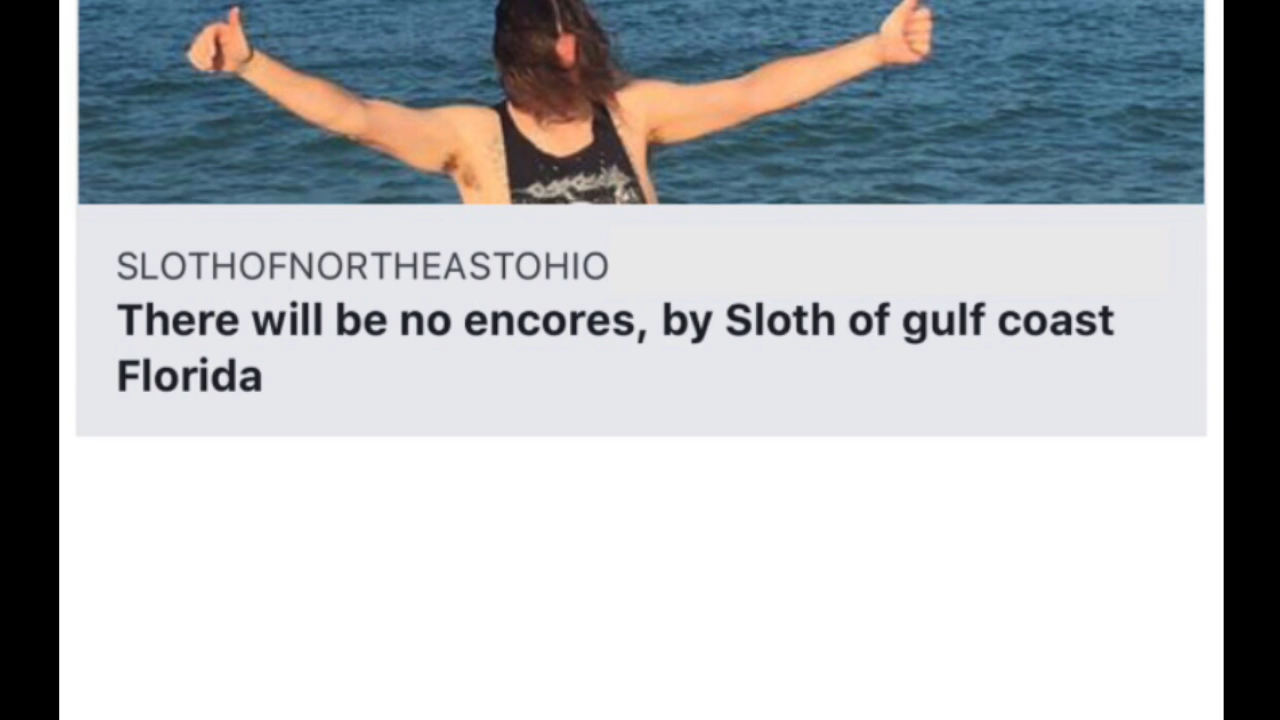 SLOTHOFNORTHEASTOHIO
There will be no encores, by Sloth of gulf coast
Florida